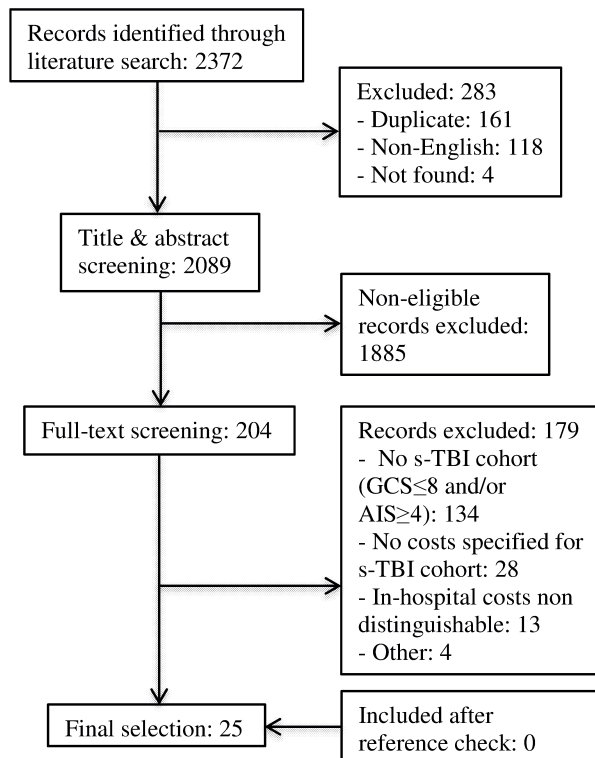 Records identified through
literature search: 2372
Excluded: 283
- Duplicate: 161
- Non-English: 118
- Not found: 4
Title & abstract
screening: 2089
Non-eligible
records excluded:
1885
Full-text screening: 204
Records excluded: 179
- No s-TBI cohort
(GCS≤8 and/or
AIS≥4): 134
- No costs specified for
s-TBI cohort: 28
- In-hospital costs non
distinguishable: 13
- Other: 4
Final selection: 25
Included after
reference check: 0